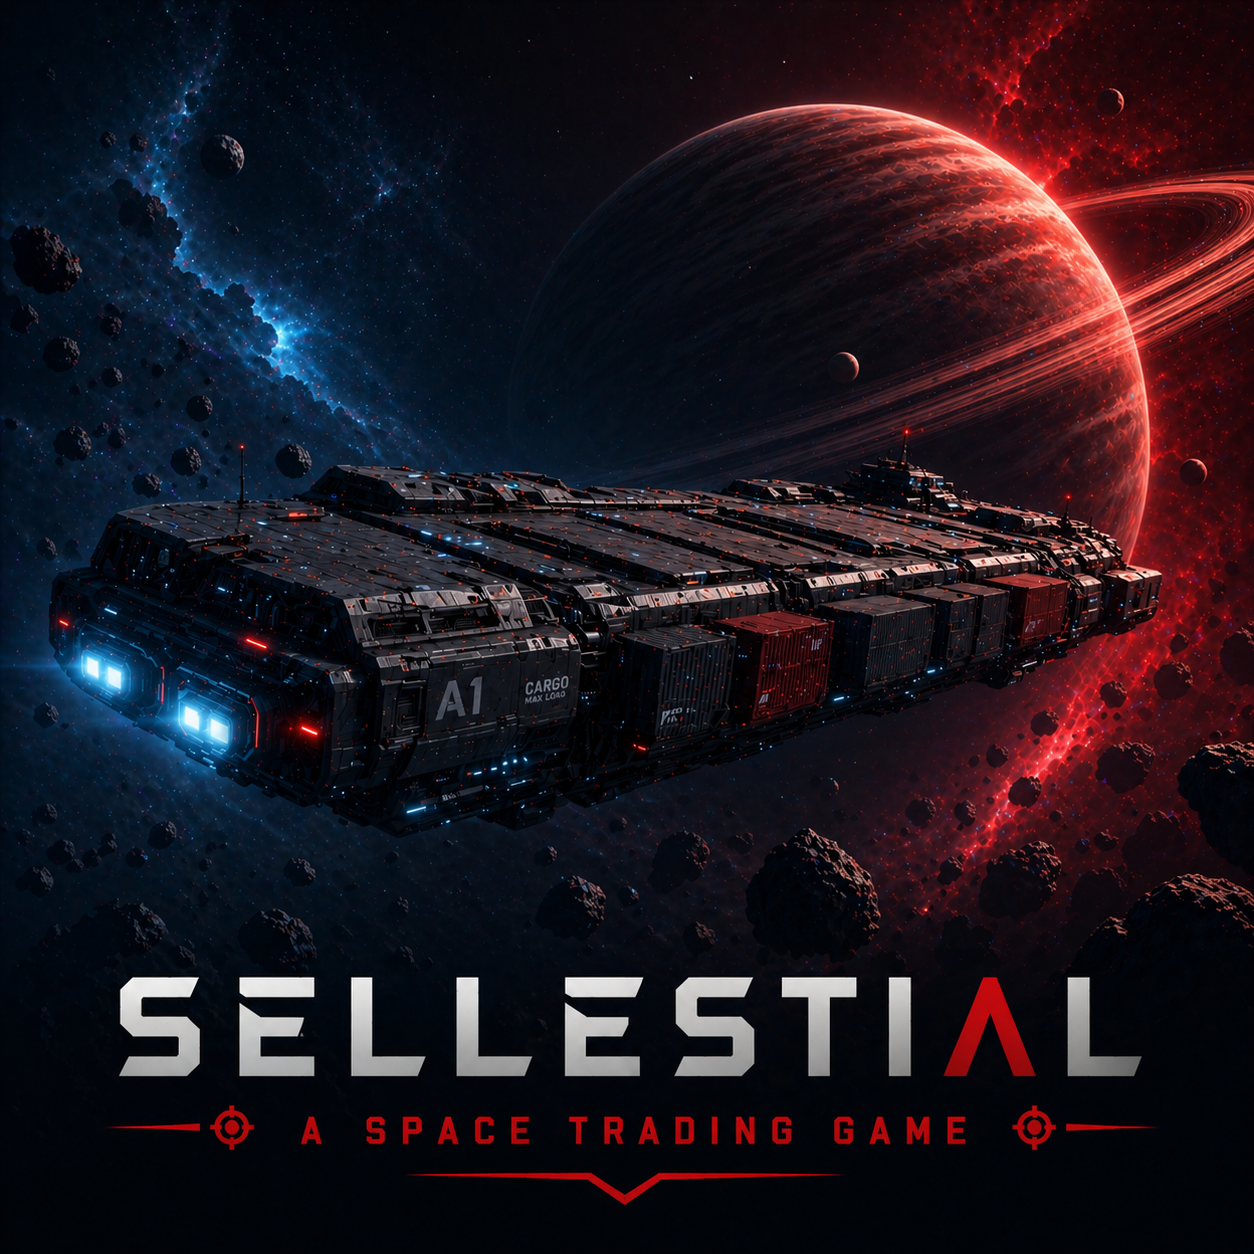 A1
CARGO
MAX LOAD
SELLESTIAL
A SPACE TRADING GAME